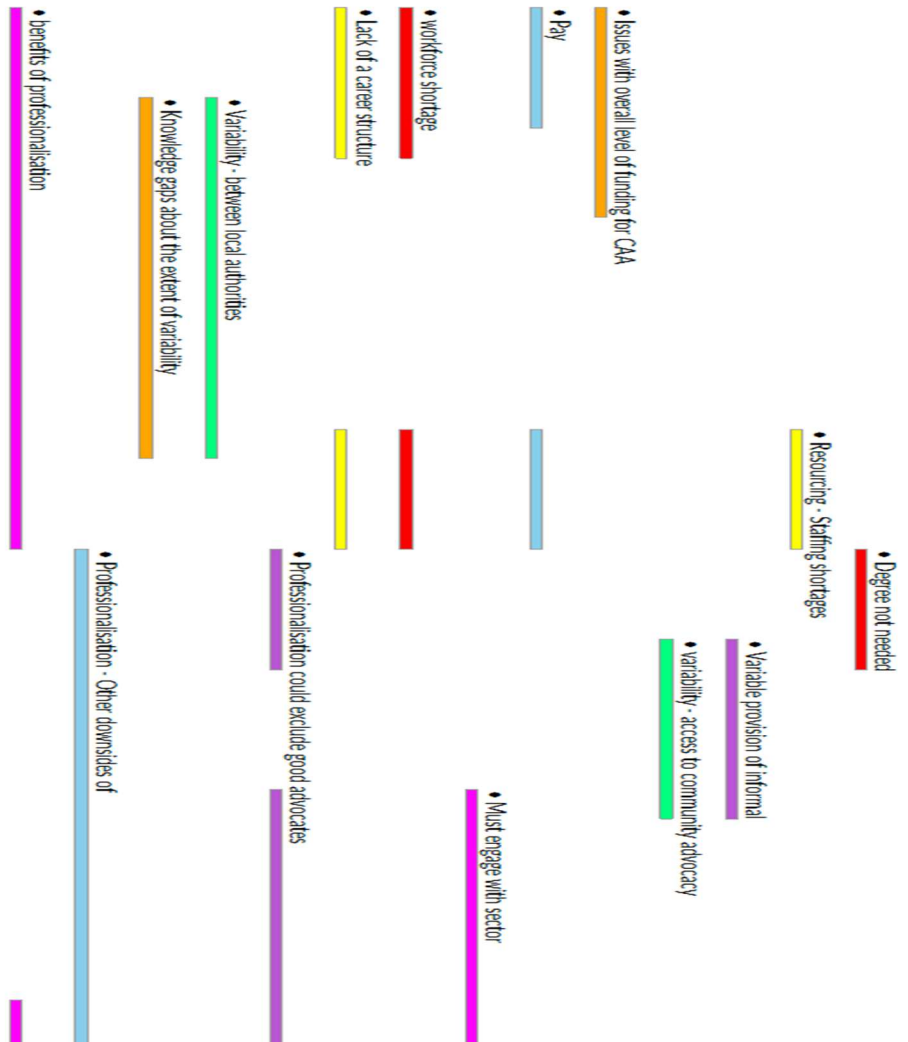 Degree not needed
Resourcing - Staffing shortages
Variable provision of informal
variability - access to community advocacy
Issues with overall level of funding for CAA
Pay
Must engage with sector
workforce shortage
Lack of a career structure
Professionalisation could exclude good advocates
Variability - between local authorities
Knowledge gaps about the extent of variability
Professionalisation - Other downsides of
benefits of professionalisation